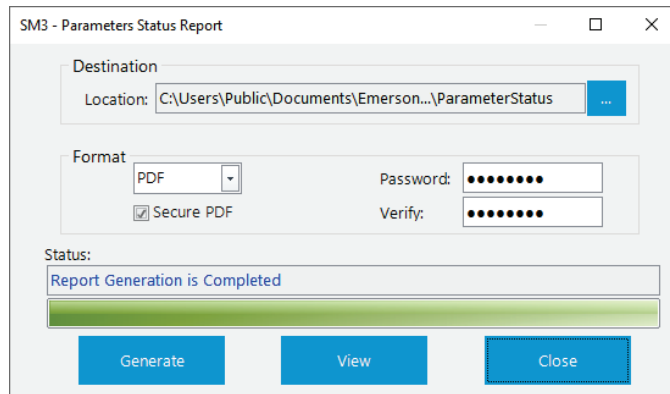 SM3 - Parameters Status Report
Destination
Location: C:\Users\Public\Documents\Emerson...\ParameterStatus ...
Format
PDF Password: ●●●●●●●●
Secure PDF Verify: ●●●●●●●●
Status:
Report Generation is Completed
Generate View Close